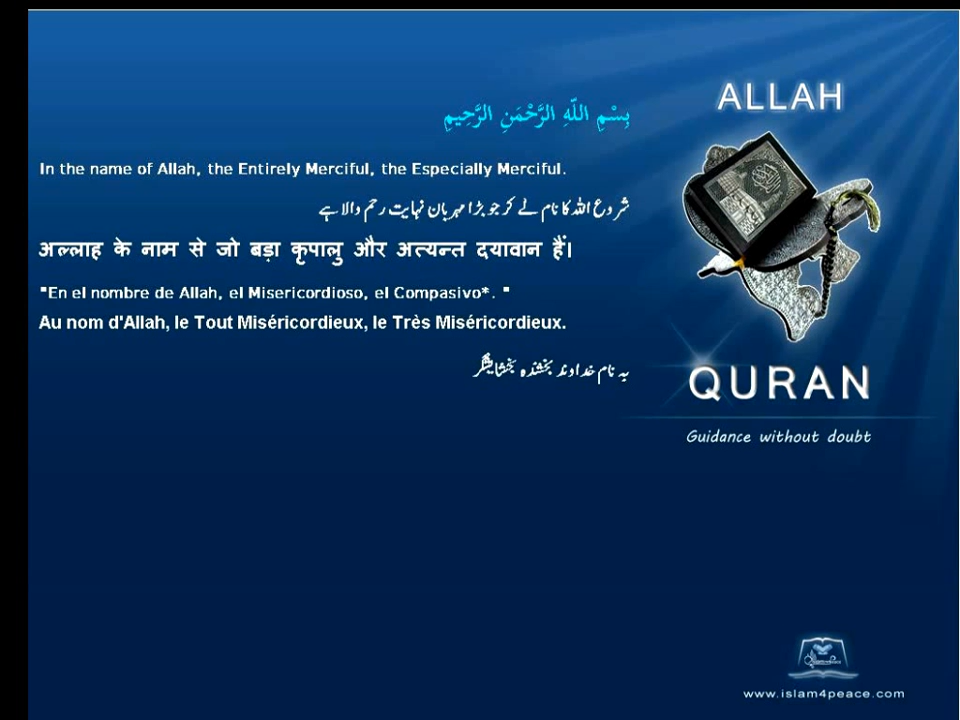 بِسْمِ اللّهِ الرَّحْمَنِ الرَّحِيمِ
In the name of Allah, the Entirely Merciful, the Especially Merciful.
شروع اللہ کا نام لے کر جو بڑا مہربان نہایت رحم والا ہے
अल्लाह के नाम से जो बड़ा कृपालु और अत्यन्त दयावान हैं।
"En el nombre de Allah, el Misericordioso, el Compasivo*. "
Au nom d'Allah, le Tout Miséricordieux, le Très Miséricordieux.
به نام خداوند بخشنده بخشایشگر
ALLAH
QURAN
Guidance without doubt
www.islam4peace.com